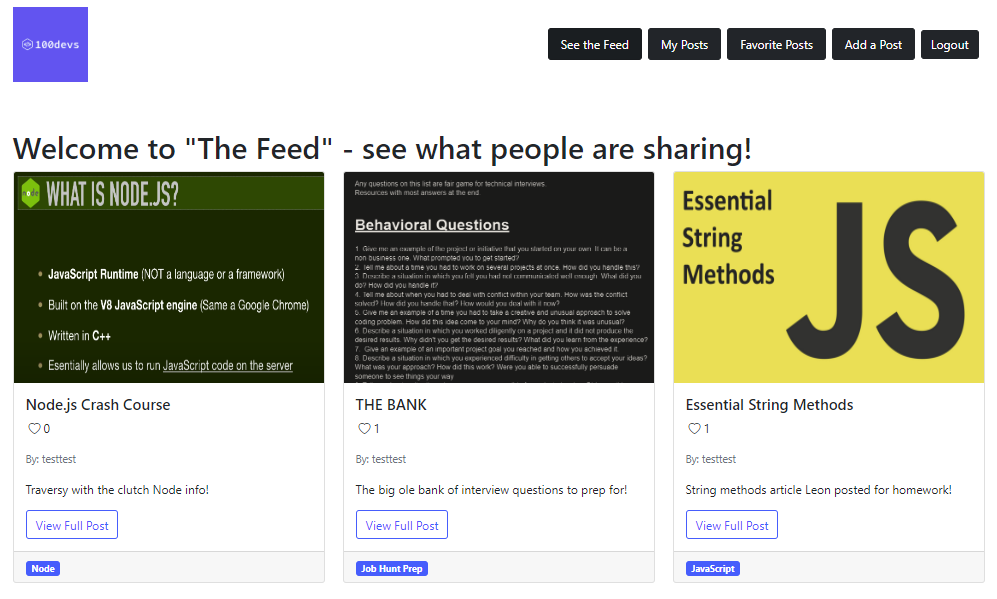 100devs
See the Feed
My Posts
Favorite Posts
Add a Post
Logout
Welcome to "The Feed" - see what people are sharing!
node
WHAT IS NODE.JS?
JavaScript Runtime (NOT a language or a framework)
Built on the V8 JavaScript engine (Same a Google Chrome)
Written in C++
Esentially allows us to run JavaScript code on the server
Node.js Crash Course
0
By: testtest
Traversy with the clutch Node info!
View Full Post
Node
Any questions on this list are fair game for technical interviews.
Resources with most answers at the end
Behavioral Questions
1. Give me an example of the project or initiative that you started on your own. It can be a
non business one. What prompted you to get started?
2. Tell me about a time you had to work on several projects at once. How did you handle this?
3. Describe a situation in which you felt you had not communicated well enough. What did you
do? How did you handle it?
4. Tell me about when you had to deal with conflict within your team. How was the conflict
solved? How did you handle that? How would you deal with it now?
5. Give me an example of a time you had to take a creative and unusual approach to solve
coding problem. How did this idea come to your mind? Why do you think it was unusual?
6. Describe a situation in which you worked diligently on a project and it did not produce the
desired results. Why didn't you get the desired results? What did you learn from the experience?
7. Give an example of an important project goal you reached and how you achieved it.
8. Describe a situation in which you experienced difficulty in getting others to accept your ideas?
What was your approach? How did this work? Were you able to successfully persuade
someone to see things your way
THE BANK
1
By: testtest
The big ole bank of interview questions to prep for!
View Full Post
Job Hunt Prep
Essential
String
Methods
JS
Essential String Methods
1
By: testtest
String methods article Leon posted for homework!
View Full Post
JavaScript